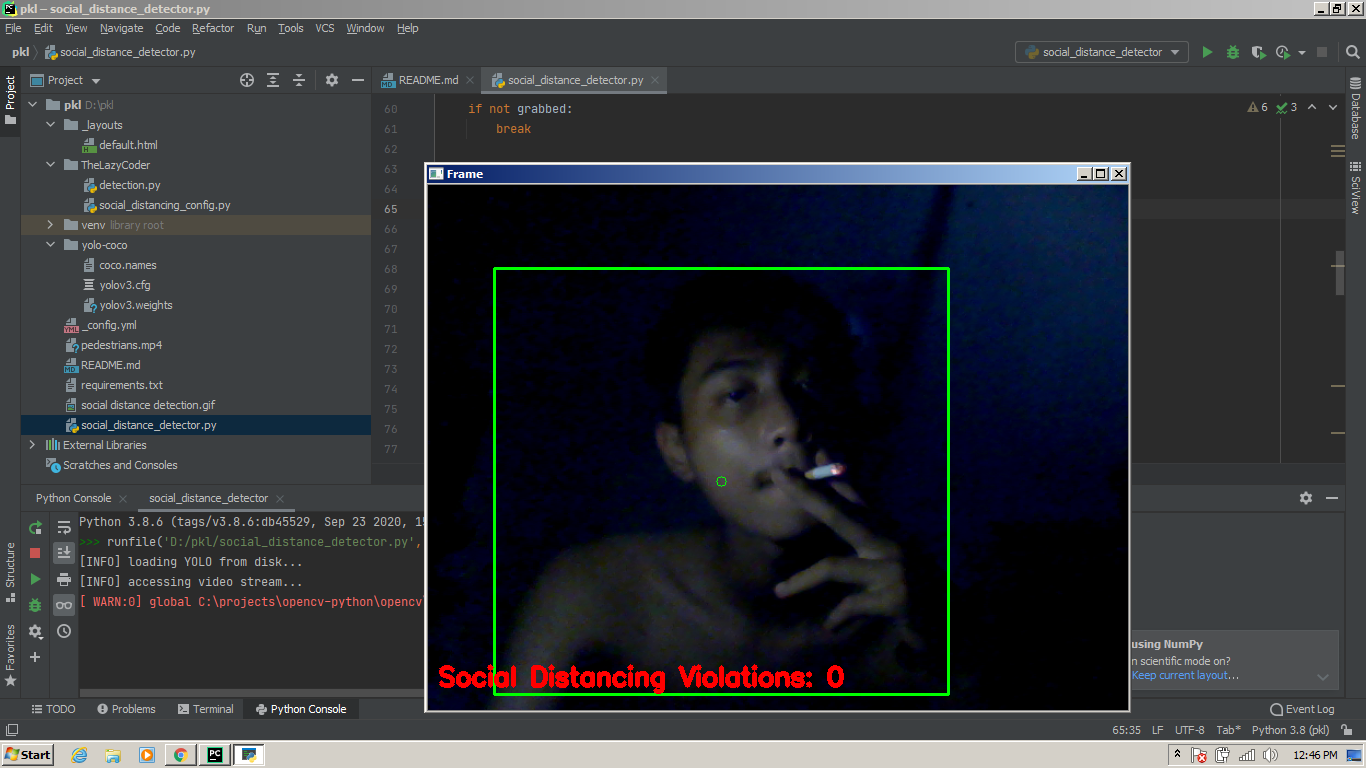 pkl – social_distance_detector.py
File Edit View Navigate Code Refactor Run Tools VCS Window Help
pkl social_distance_detector.py
social_distance_detector
Project
Project
README.md
social_distance_detector.py
pkl D:\pkl
_layouts
default.html
TheLazyCoder
detection.py
social_distancing_config.py
venv library root
yolo-coco
coco.names
yolov3.cfg
yolov3.weights
_config.yml
pedestrians.mp4
README.md
requirements.txt
social distance detection.gif
social_distance_detector.py
External Libraries
Scratches and Consoles
60 if not grabbed:
61 break
62
63
64
65
66
67
68
69
70
71
72
73
74
75
76
77
6 3
Database
SciView
Frame
Social Distancing Violations: 0
Python Console
social_distance_detector
Python 3.8.6 (tags/v3.8.6:db45529, Sep 23 2020, 15
>>> runfile('D:/pkl/social_distance_detector.py',
[INFO] loading YOLO from disk...
[INFO] accessing video stream...
[ WARN:0] global C:\projects\opencv-python\opencv
Structure
Favorites
using NumPy
n scientific mode on?
Keep current layout...
TODO Problems Terminal Python Console Event Log
65:35 LF UTF-8 Tab* Python 3.8 (pkl)
Start
12:46 PM